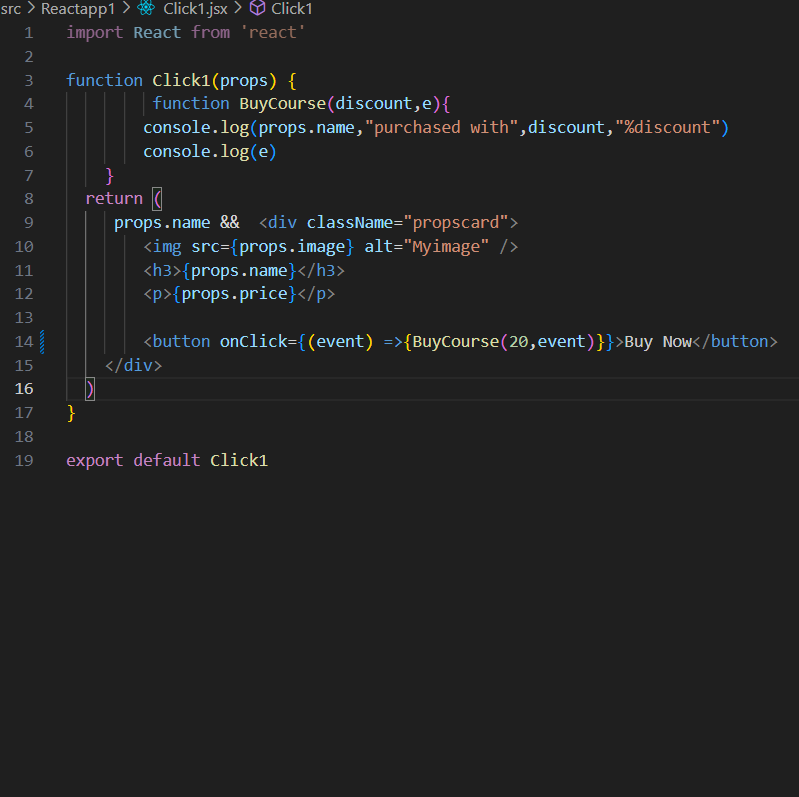 src > Reactapp1 > Click1.jsx > Click1
1 import React from 'react'
2
3 function Click1(props) {
4 function BuyCourse(discount,e){
5 console.log(props.name,"purchased with",discount,"%discount")
6 console.log(e)
7 }
8 return (
9 props.name && <div className="propscard">
10 <img src={props.image} alt="Myimage" />
11 <h3>{props.name}</h3>
12 <p>{props.price}</p>
13
14 <button onClick={(event) =>{BuyCourse(20,event)}}>Buy Now</button>
15 </div>
16 )
17 }
18
19 export default Click1